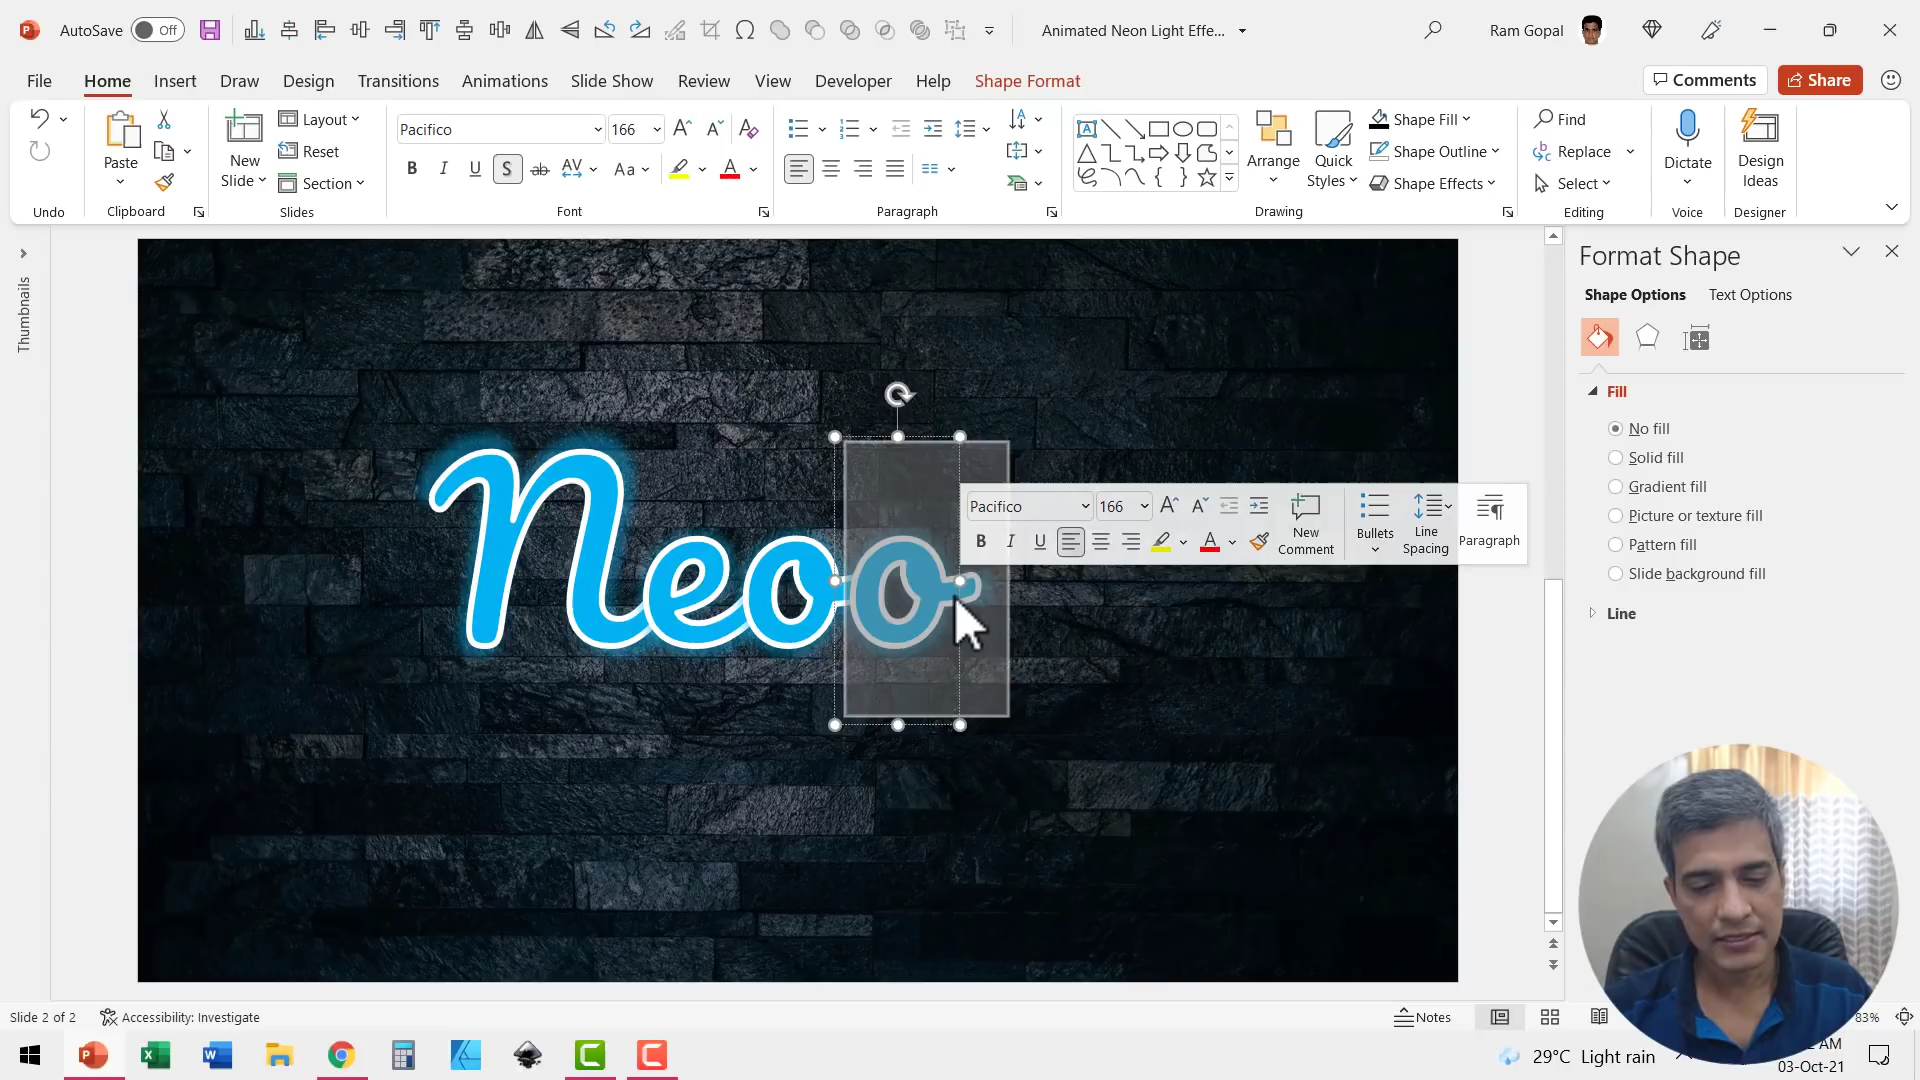 AutoSave Off Animated Neon Light Effe... Ram Gopal
File Home Insert Draw Design Transitions Animations Slide Show Review View Developer Help Shape Format Comments Share
Undo
Paste
Clipboard
New
Slide
Layout
Reset
Section
Slides
Pacifico 166
B I U S ab AV Aa A
Font
Paragraph
Arrange
Quick
Styles
Shape Fill
Shape Outline
Shape Effects
Drawing
Find
Replace
Select
Editing
Dictate
Voice
Design
Ideas
Designer
Thumbnails
Neoo
Pacifico 166
B I U A
New
Comment
Bullets
Line
Spacing
Paragraph
Format Shape
Shape Options Text Options
Fill
No fill
Solid fill
Gradient fill
Picture or texture fill
Pattern fill
Slide background fill
Line
Slide 2 of 2 Accessibility: Investigate Notes 83%
29°C Light rain
AM
03-Oct-21